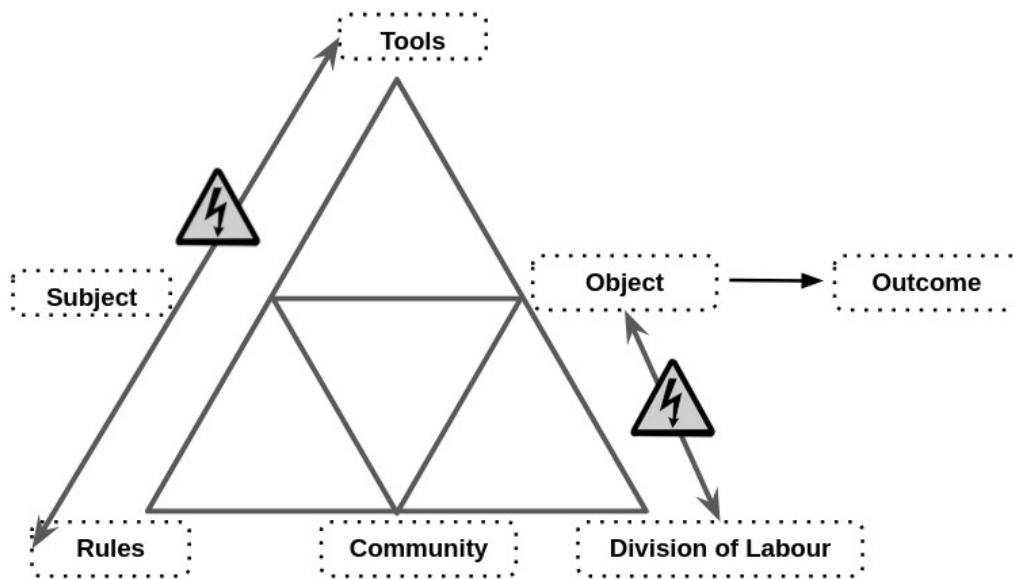 Tools
Subject
Object
Outcome
Rules
Community
Division of Labour